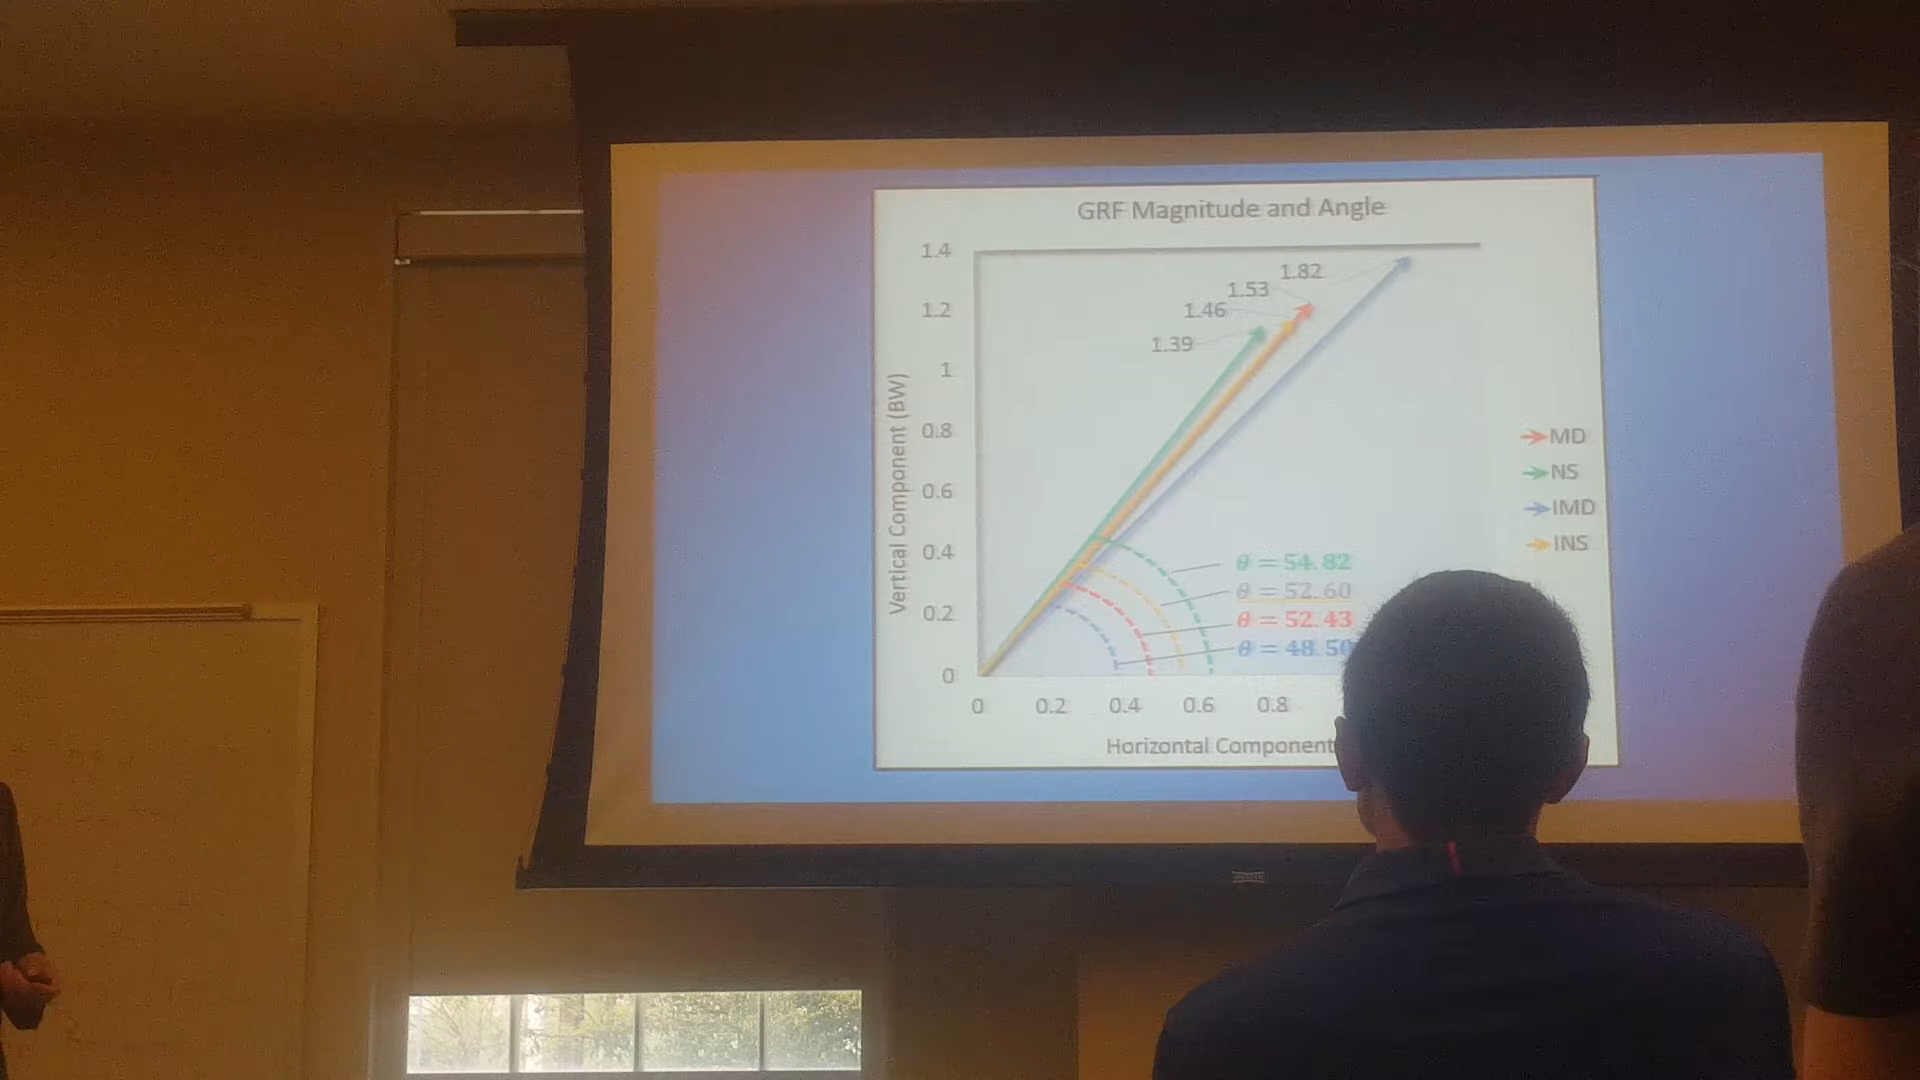 GRF Magnitude and Angle
1.4
1.2
1
0.8
0.6
0.4
0.2
0
Vertical Component (BW)
1.82
1.53
1.46
1.39
θ = 54.82
θ = 52.60
θ = 52.43
θ = 48.50
MD
NS
IMD
INS
0 0.2 0.4 0.6 0.8
Horizontal Component